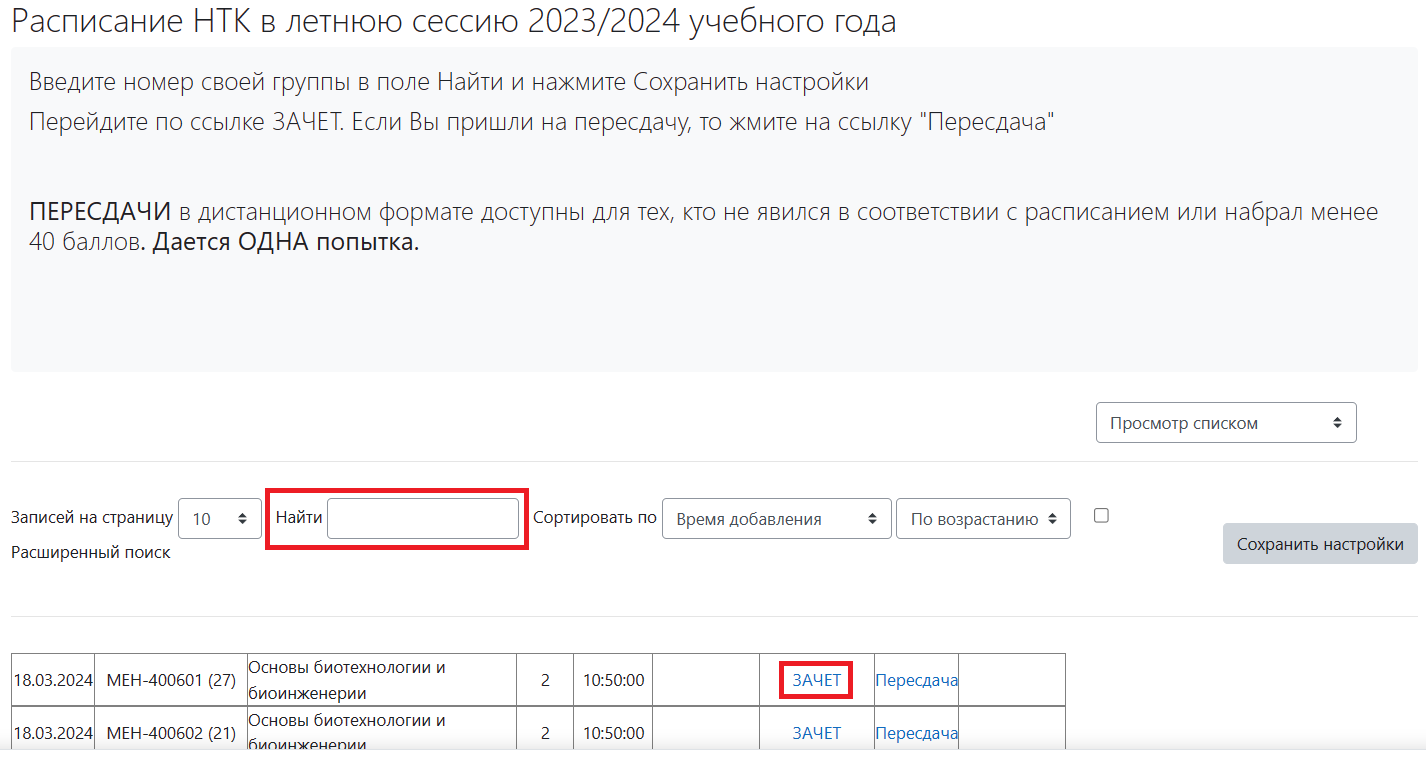 Расписание НТК в летнюю сессию 2023/2024 учебного года
Введите номер своей группы в поле Найти и нажмите Сохранить настройки
Перейдите по ссылке ЗАЧЕТ. Если Вы пришли на пересдачу, то жмите на ссылку "Пересдача"
ПЕРЕСДАЧИ в дистанционном формате доступны для тех, кто не явился в соответствии с расписанием или набрал менее
40 баллов. Дается ОДНА попытка.
Просмотр списком
Записей на страницу 10 Найти Сортировать по Время добавления По возрастанию
Расширенный поиск
Сохранить настройки
18.03.2024 МЕН-400601 (27) Основы биотехнологии и
биоинженерии 2 10:50:00 ЗАЧЕТ Пересдача
18.03.2024 МЕН-400602 (21) Основы биотехнологии и
биоинженерии 2 10:50:00 ЗАЧЕТ Пересдача